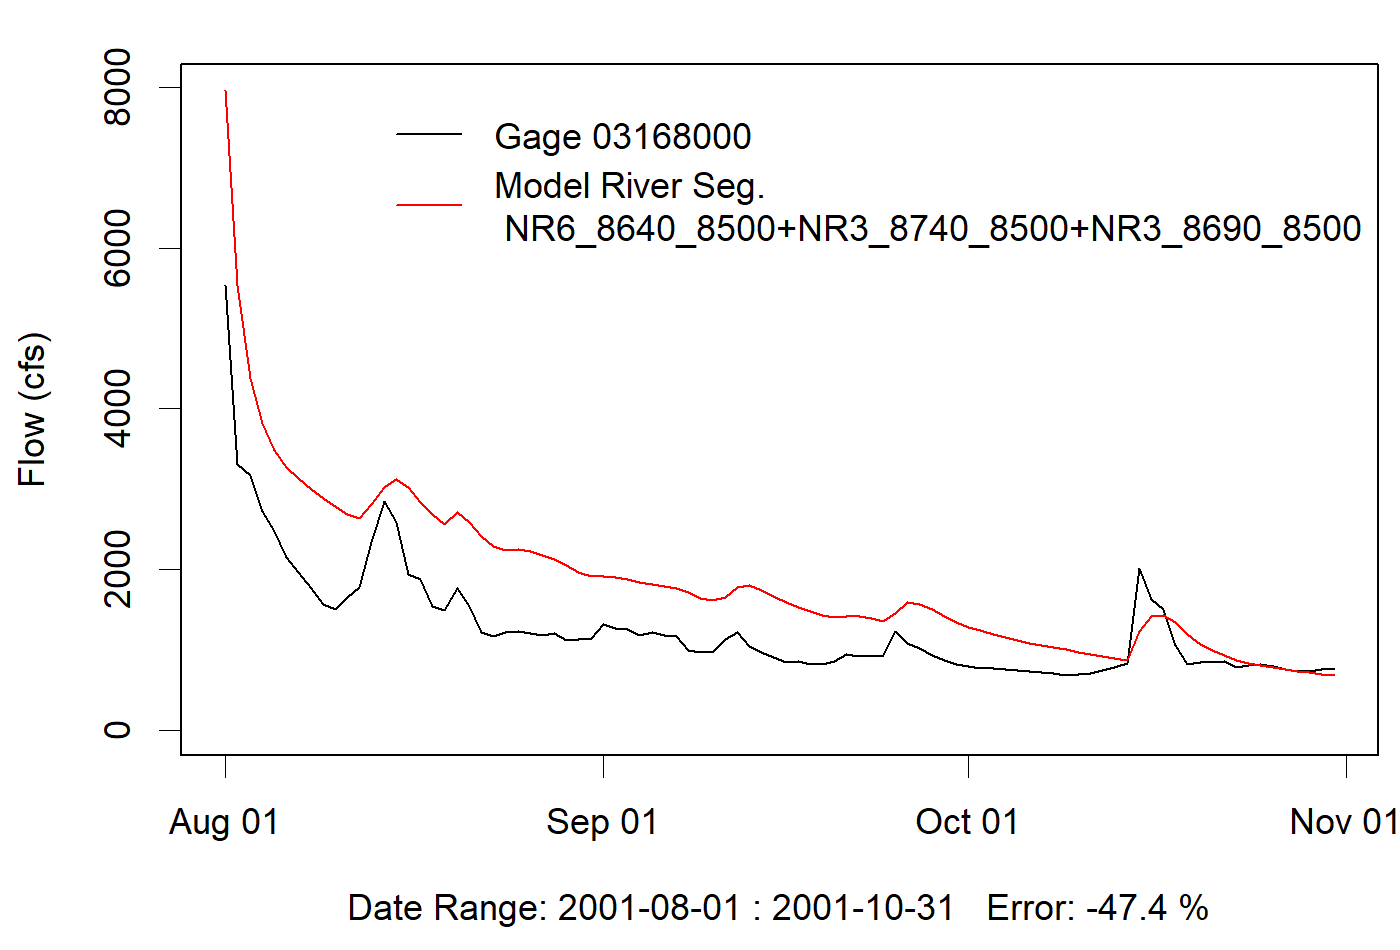 8000
6000
4000
2000
0
Flow (cfs)
Gage 03168000
Model River Seg.
NR6_8640_8500+NR3_8740_8500+NR3_8690_8500
Aug 01 Sep 01 Oct 01 Nov 01
Date Range: 2001-08-01 : 2001-10-31 Error: -47.4 %